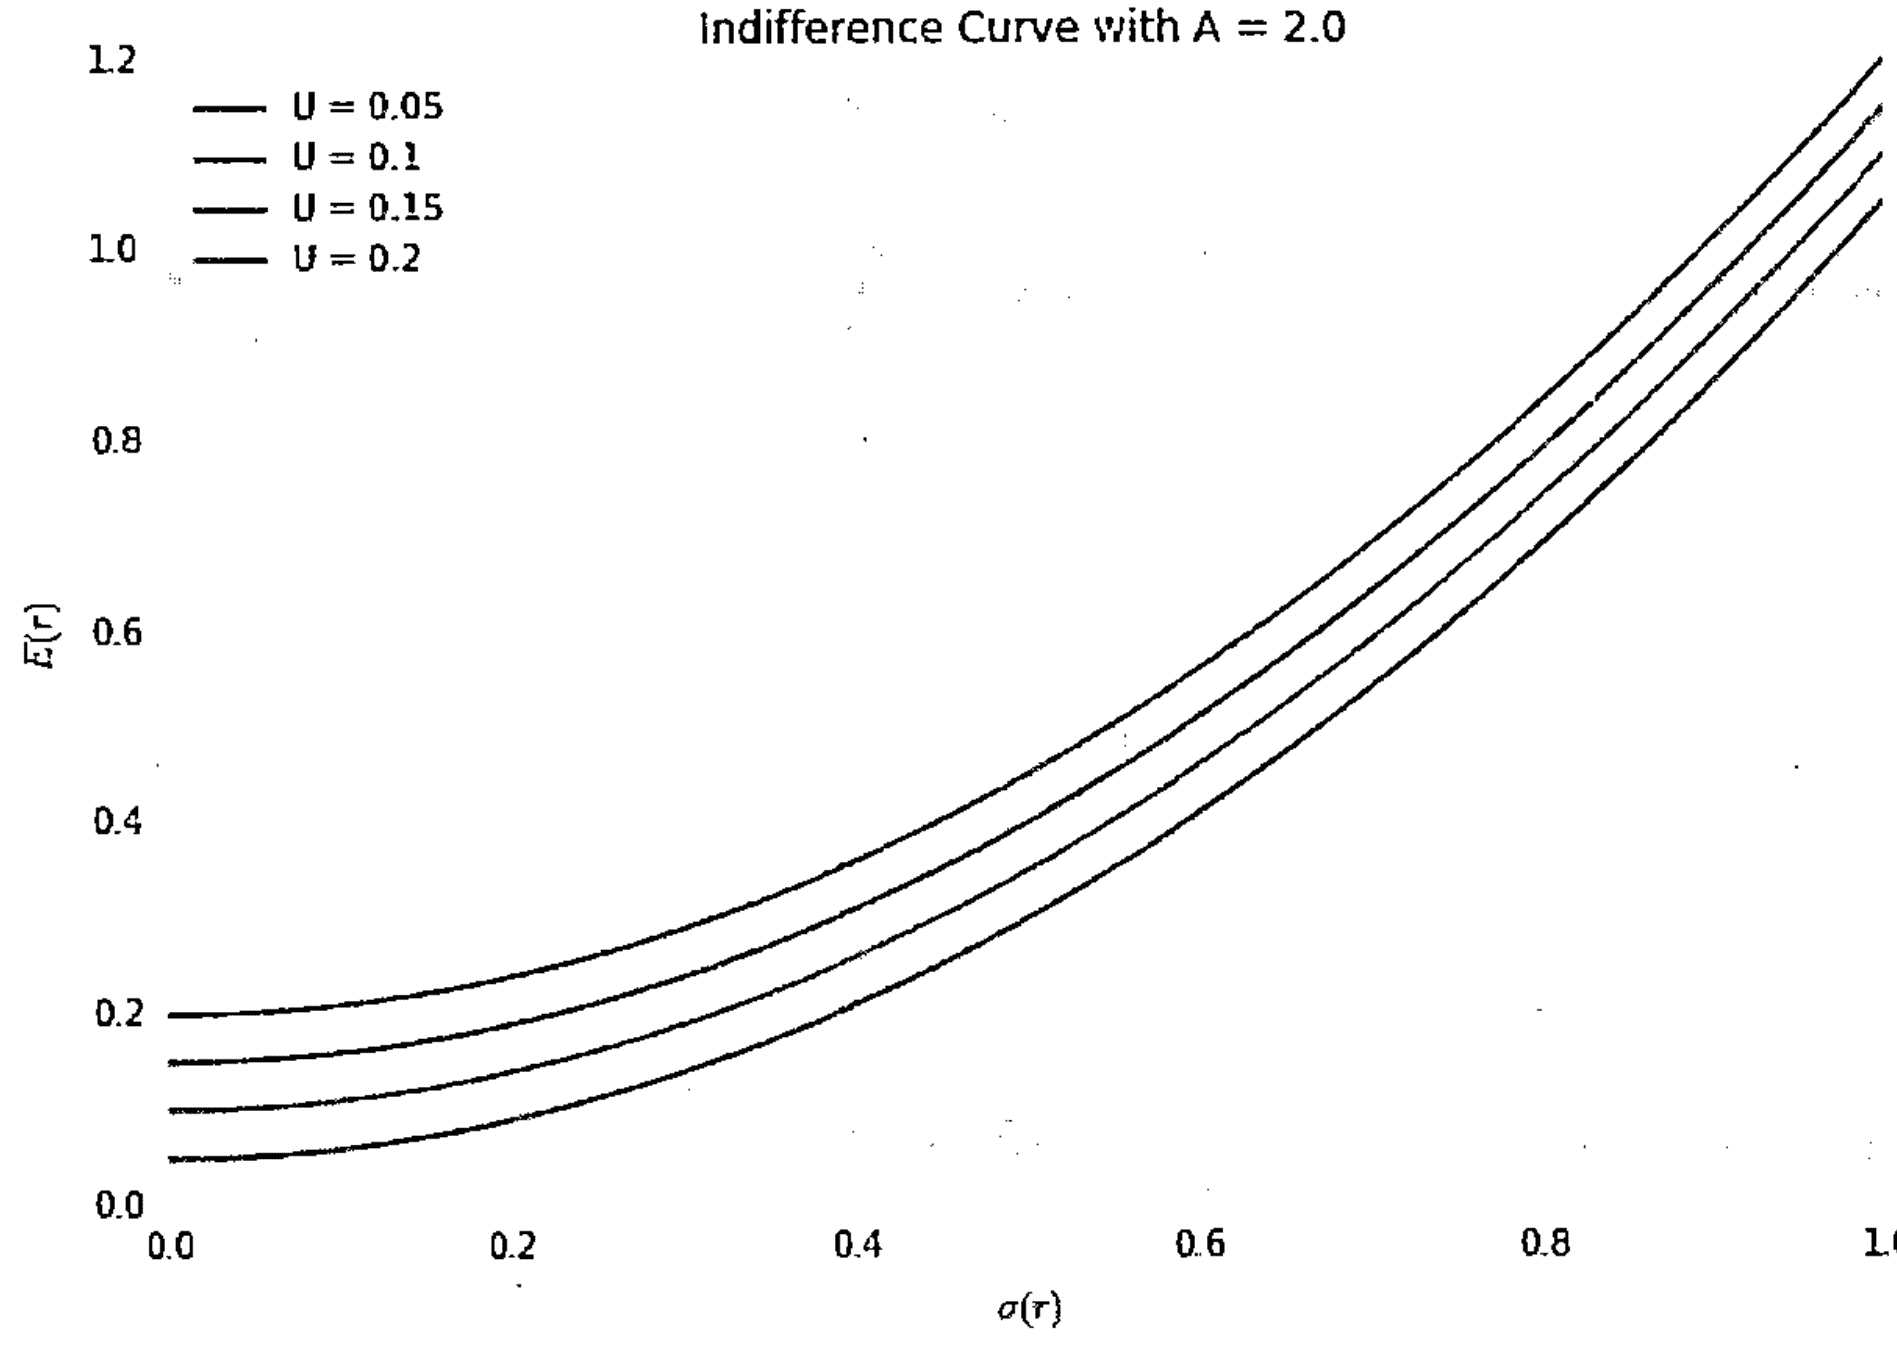 Indifference Curve with A = 2.0
1.2
U = 0.05
U = 0.1
U = 0.15
1.0
U = 0.2
0.8
E(r)
0.6
0.4
0.2
0.0
0.0 0.2 0.4 0.6 0.8
σ(r)